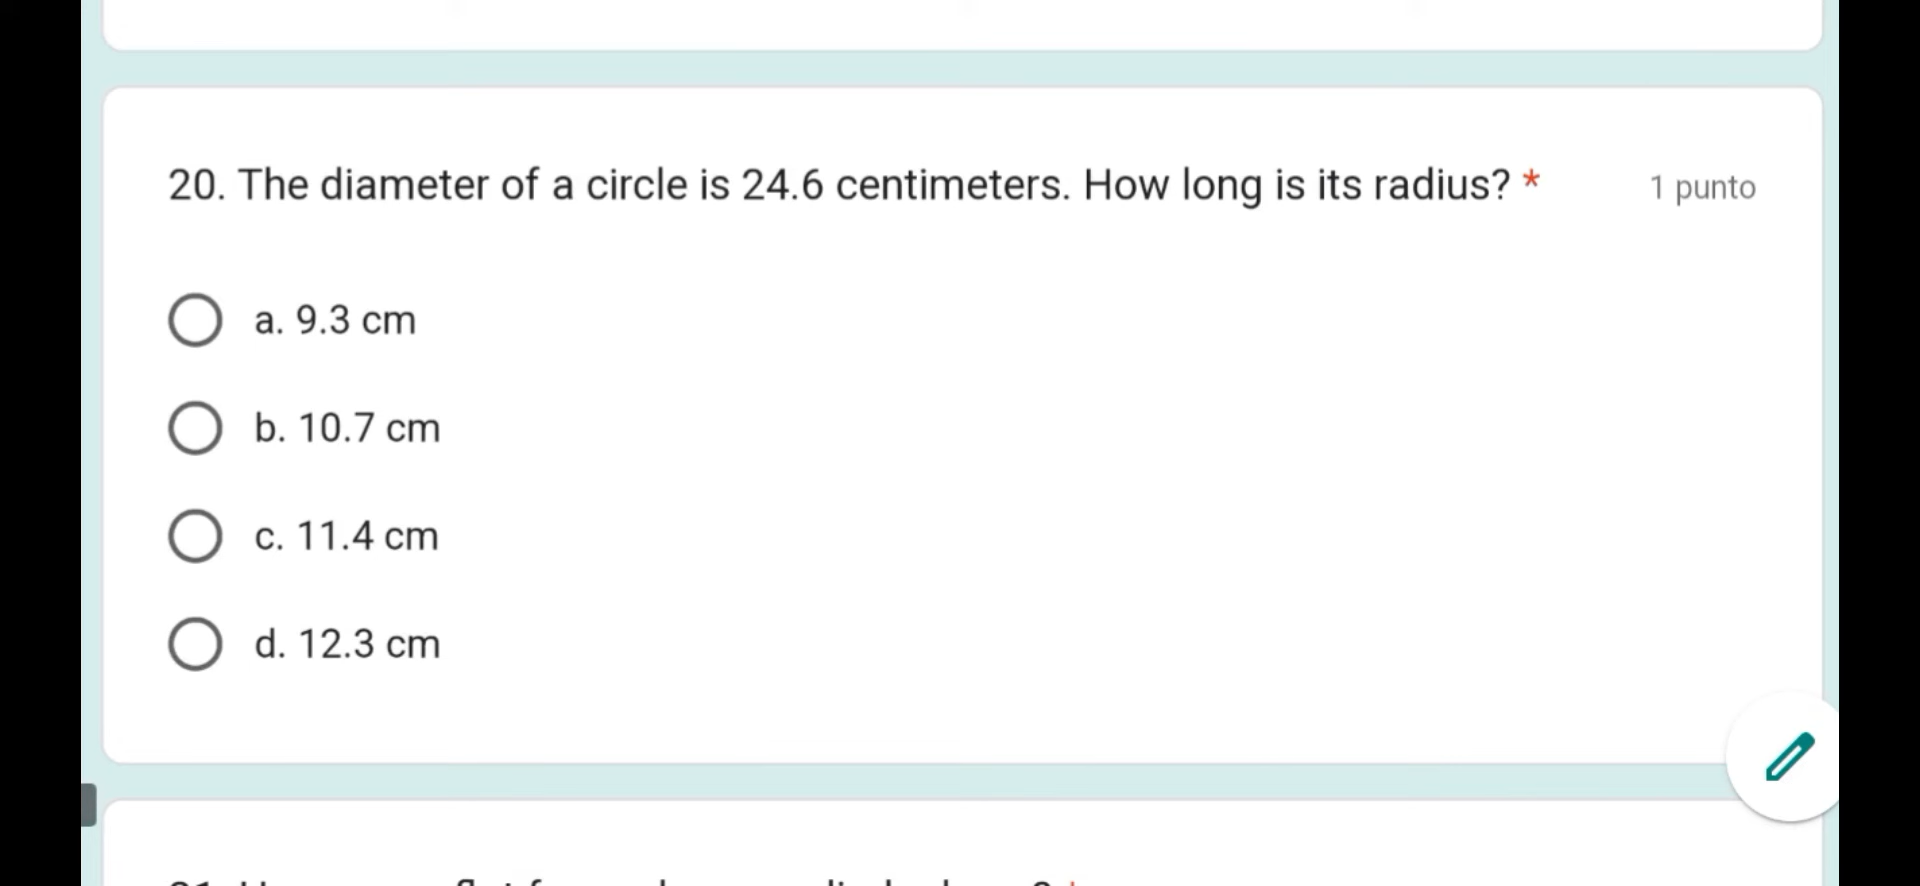 20. The diameter of a circle is 24.6 centimeters. How long is its radius? *
1 punto
a. 9.3 cm
b. 10.7 cm
c. 11.4 cm
d. 12.3 cm